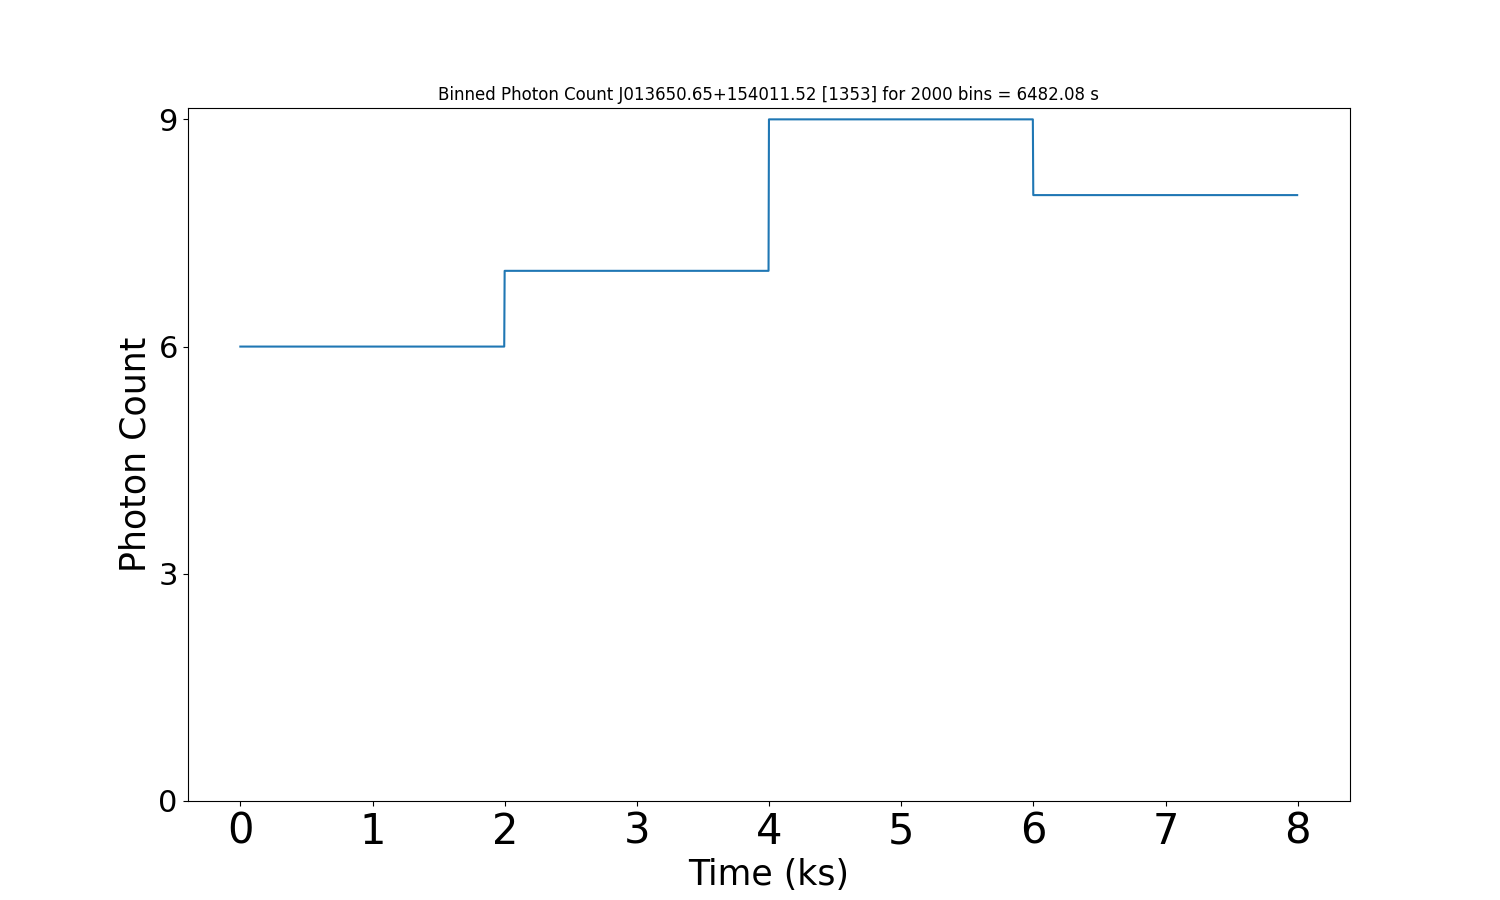 Binned Photon Count J013650.65+154011.52 [1353] for 2000 bins = 6482.08 s
9
6
3
0
Photon Count
0 1 2 3 4 5 6 7 8
Time (ks)